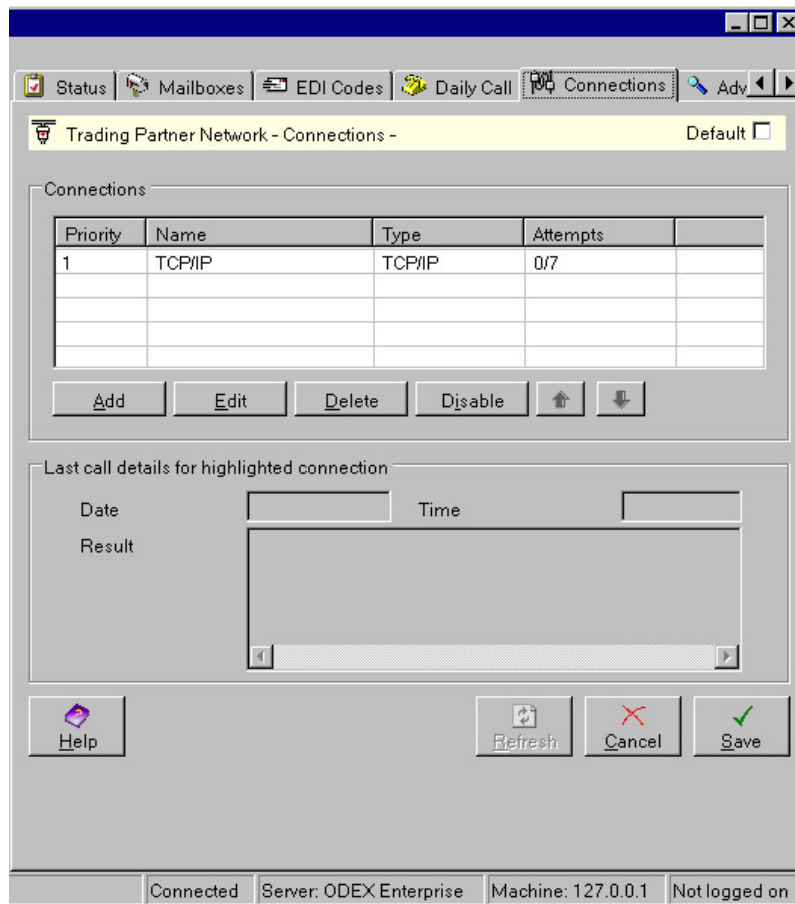 Status Mailboxes EDI Codes Daily Call Connections Adv
Trading Partner Network - Connections - Default
Connections
Priority Name Type Attempts
1 TCP/IP TCP/IP 0/7
Add Edit Delete Disable
Last call details for highlighted connection
Date Time
Result
Help Refresh Cancel Save
Connected Server: ODEX Enterprise Machine: 127.0.0.1 Not logged on